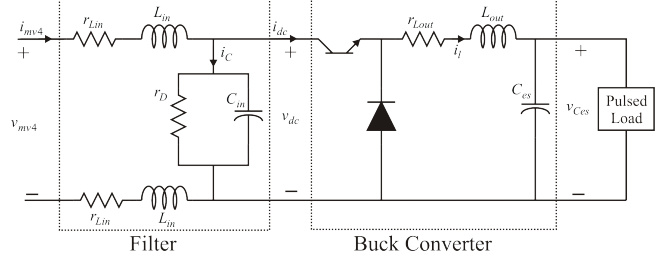 r_Lin
L_in
i_mv4
i_dc
r_Lout
L_out
+
+
+
i_C
i_l
r_D
C_in
C_es
v_mv4
v_dc
v_Ces
Pulsed
Load
−
−
−
r_Lin
L_in
Filter
Buck Converter